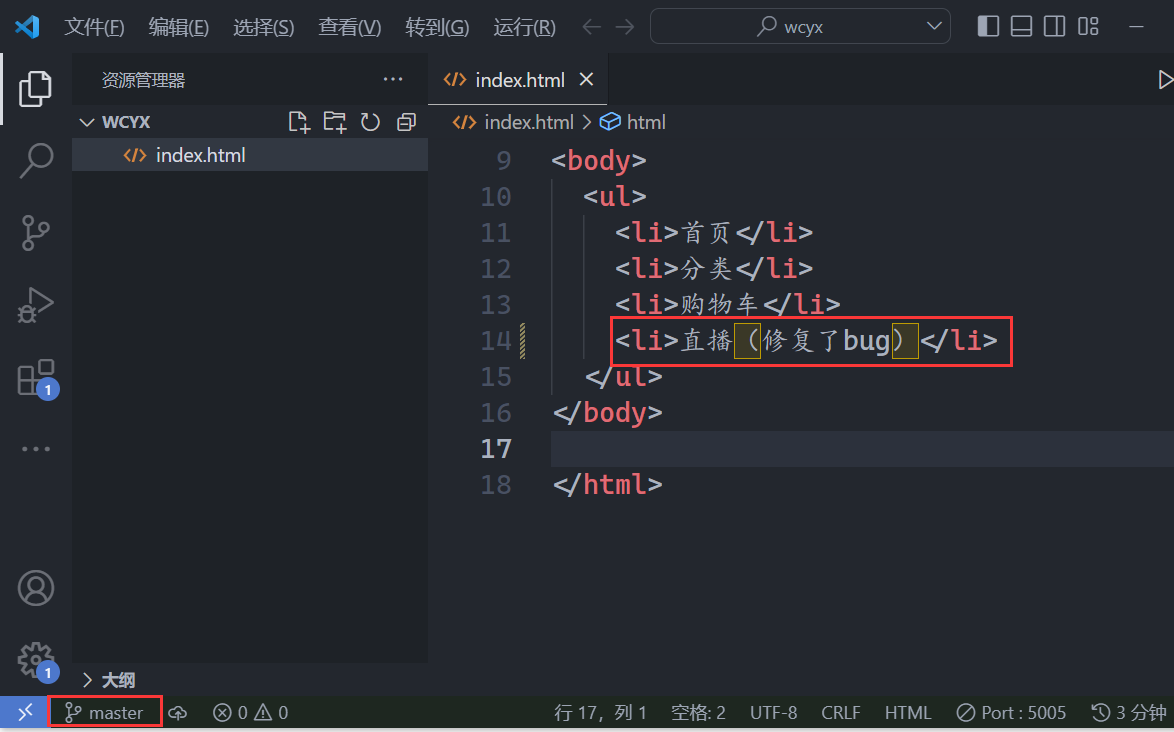 文件(F) 编辑(E) 选择(S) 查看(V) 转到(G) 运行(R) wcyx
资源管理器
index.html
WCYX
index.html
index.html > html
9 <body>
10 <ul>
11 <li>首页</li>
12 <li>分类</li>
13 <li>购物车</li>
14 <li>直播（修复了bug）</li>
15 </ul>
16 </body>
17
18 </html>
1
1
大纲
master 0 0 行 17，列 1 空格: 2 UTF-8 CRLF HTML Port : 5005 3 分钟